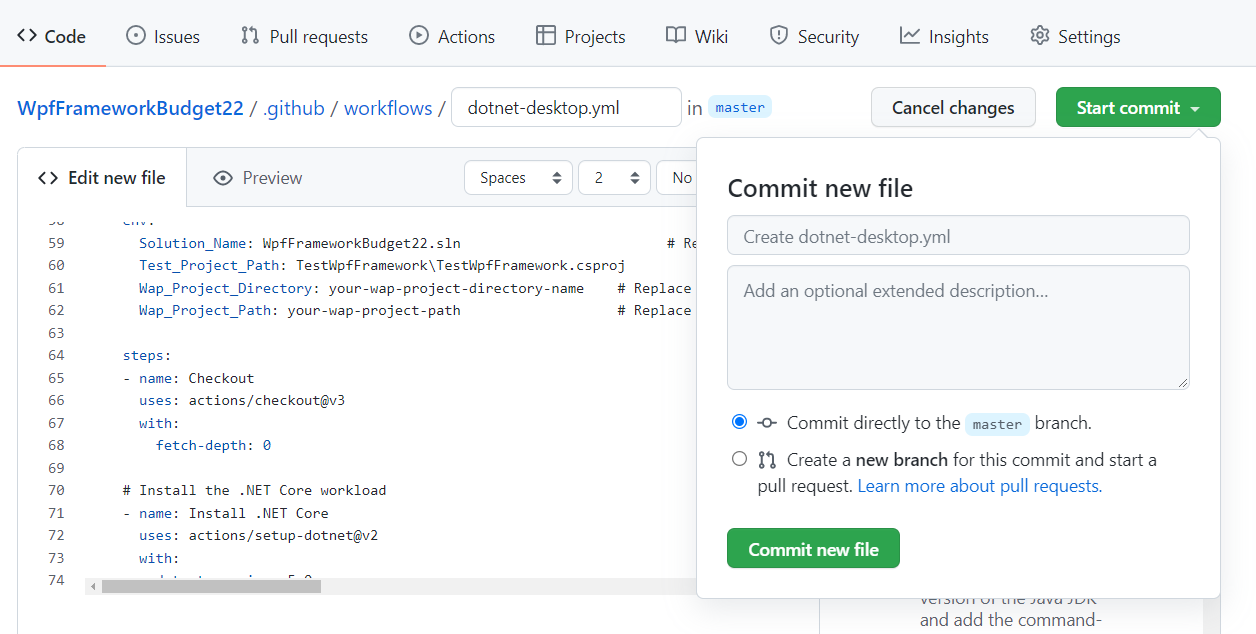 Code Issues Pull requests Actions Projects Wiki Security Insights Settings
WpfFrameworkBudget22 / .github / workflows / dotnet-desktop.yml in master Cancel changes Start commit
<> Edit new file Preview Spaces 2 No
59 Solution_Name: WpfFrameworkBudget22.sln # Re
60 Test_Project_Path: TestWpfFramework\TestWpfFramework.csproj
61 Wap_Project_Directory: your-wap-project-directory-name # Replace
62 Wap_Project_Path: your-wap-project-path # Replace
63
64 steps:
65 - name: Checkout
66 uses: actions/checkout@v3
67 with:
68 fetch-depth: 0
69
70 # Install the .NET Core workload
71 - name: Install .NET Core
72 uses: actions/setup-dotnet@v2
73 with:
74
Commit new file
Create dotnet-desktop.yml
Add an optional extended description...
Commit directly to the master branch.
Create a new branch for this commit and start a
pull request. Learn more about pull requests.
Commit new file
version of the Java JDK
and add the command-